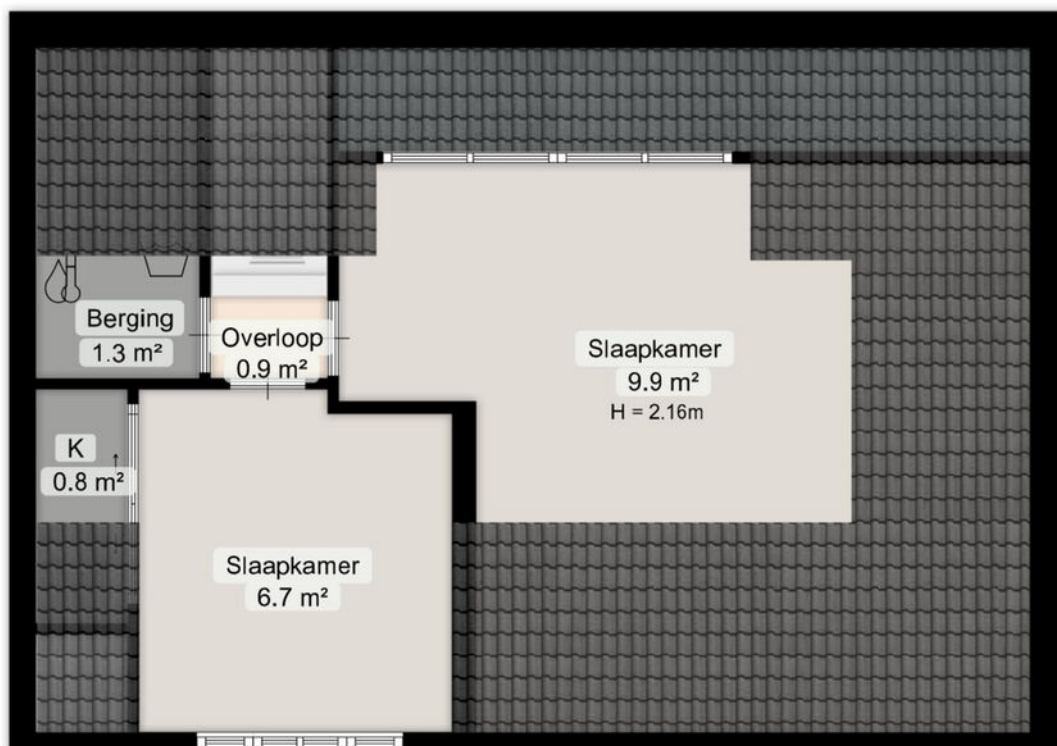 Berging
1.3 m²
Overloop
0.9 m²
Slaapkamer
9.9 m²
H = 2.16m
K
0.8 m²
Slaapkamer
6.7 m²